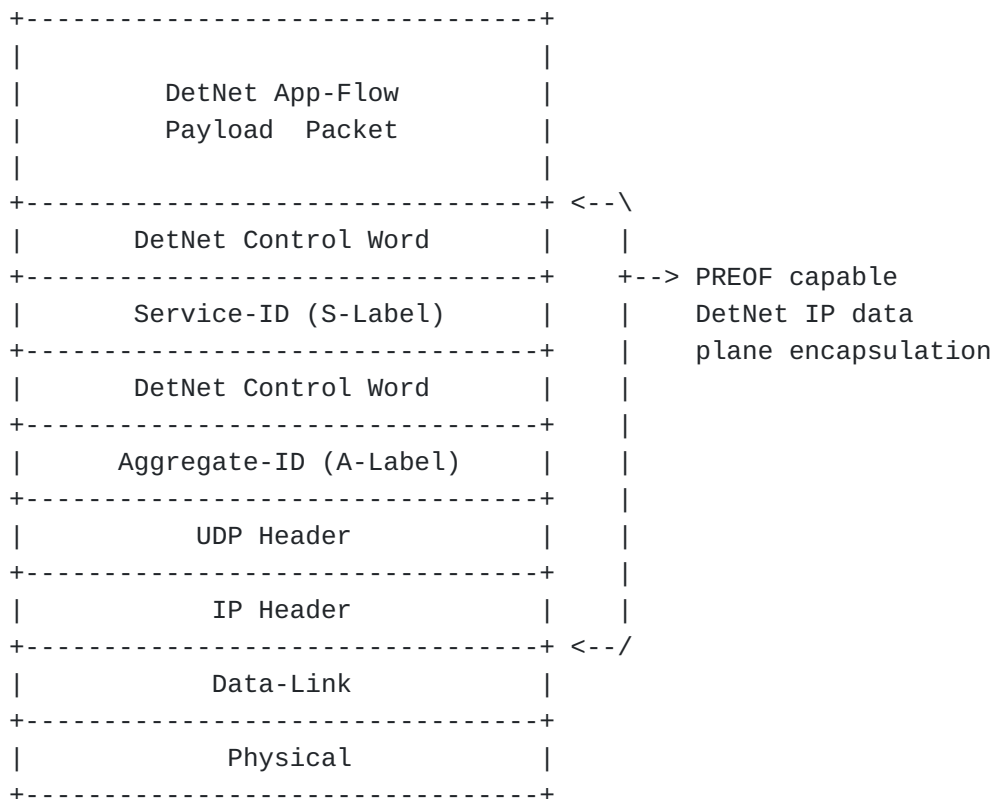 +----------------------------------+
|                                  |
|         DetNet App-Flow          |
|         Payload  Packet          |
|                                  |
+----------------------------------+ <--\
|       DetNet Control Word        |    |
+----------------------------------+    +--> PREOF capable
|       Service-ID (S-Label)       |    |    DetNet IP data
+----------------------------------+    |    plane encapsulation
|       DetNet Control Word        |    |
+----------------------------------+    |
|      Aggregate-ID (A-Label)      |    |
+----------------------------------+    |
|           UDP Header             |    |
+----------------------------------+    |
|            IP Header             |    |
+----------------------------------+ <--/
|            Data-Link             |
+----------------------------------+
|             Physical             |
+----------------------------------+